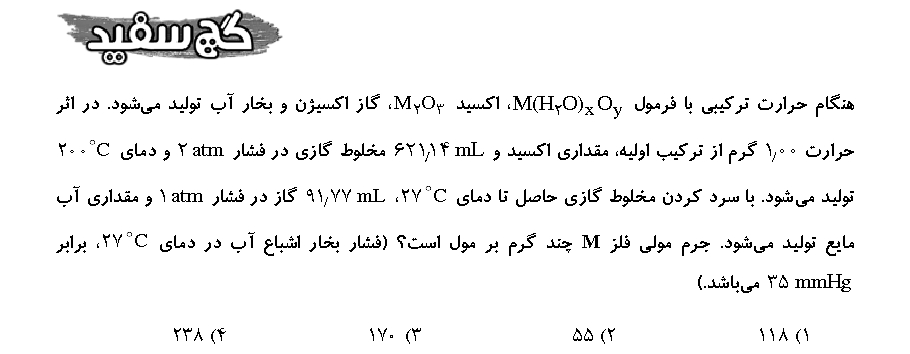 گچ سفید
هنگام حرارت ترکیبی با فرمول M(H₂O)ₓOᵧ، اکسید M₂O₃، گاز اکسیژن و بخار آب تولید می‌شود. در اثر
حرارت ۱٫۰۰ گرم از ترکیب اولیه، مقداری اکسید و ۶۲۱٫۱۴ mL مخلوط گازی در فشار ۲ atm و دمای ۲۰۰°C
تولید می‌شود. با سرد کردن مخلوط گازی حاصل تا دمای ۲۷°C، ۹۱٫۷۷ mL گاز در فشار ۱ atm و مقداری آب
مایع تولید می‌شود. جرم مولی فلز M چند گرم بر مول است؟ (فشار بخار اشباع آب در دمای ۲۷°C، برابر
۳۵ mmHg می‌باشد.)
۱) ۱۱۸ ۲) ۵۵ ۳) ۱۷۰ ۴) ۲۳۸